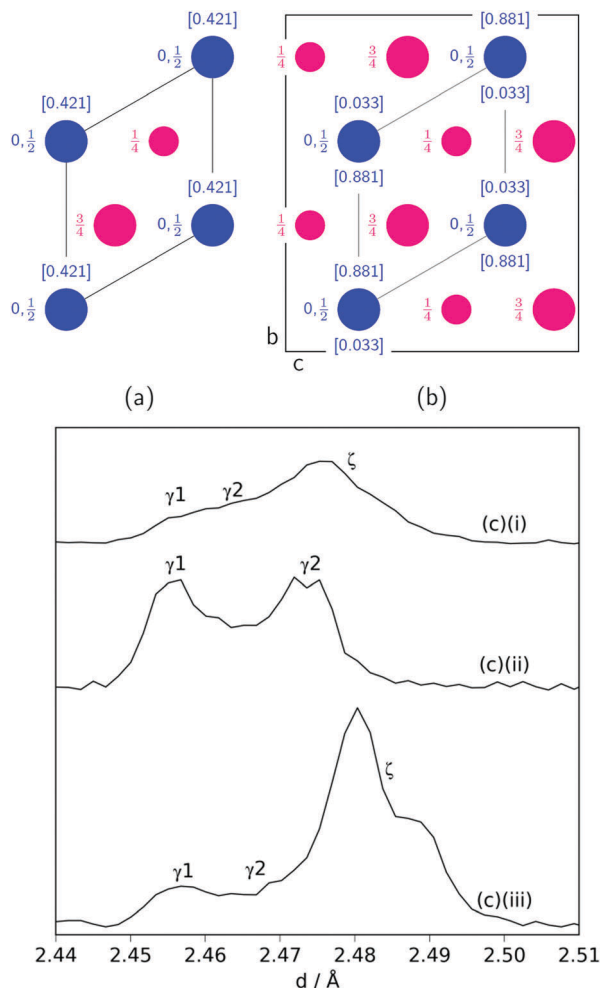 [0.421]
0,1/2
[0.421]
0,1/2
1/4
[0.421]
3/4
0,1/2
[0.421]
0,1/2
(a)
[0.881]
1/4
3/4
0,1/2
[0.033]
[0.033]
0,1/2
1/4
3/4
[0.881]
[0.033]
1/4
3/4
0,1/2
[0.881]
[0.881]
0,1/2
1/4
3/4
[0.033]
b
c
(b)
γ1
γ2
ζ
(c)(i)
γ1
γ2
(c)(ii)
ζ
γ1
γ2
(c)(iii)
2.44 2.45 2.46 2.47 2.48 2.49 2.50 2.51
d / Å